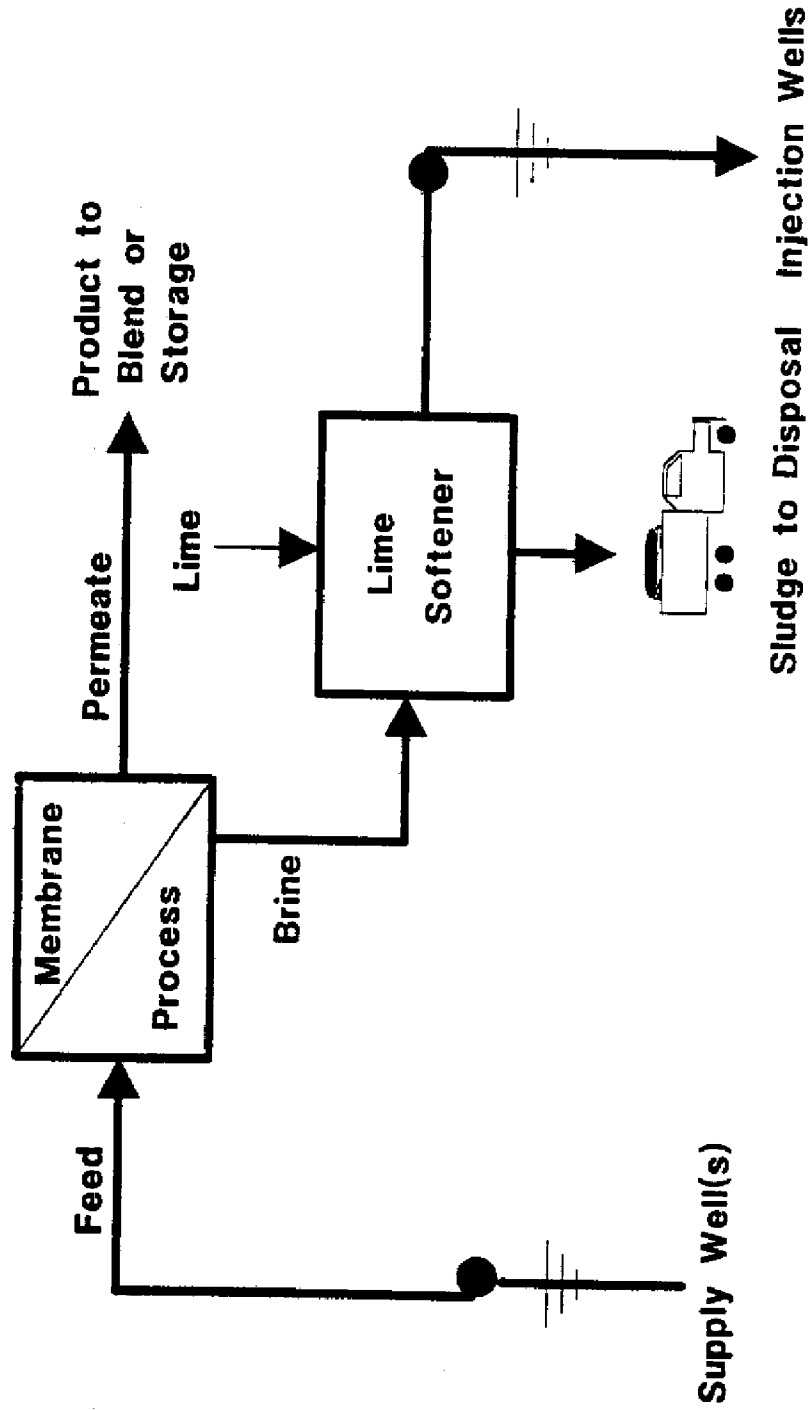 Membrane
Process
Feed
Permeate
Product to
Blend or
Storage
Brine
Lime
Lime
Softener
Supply Well(s)
Sludge to Disposal
Injection Wells